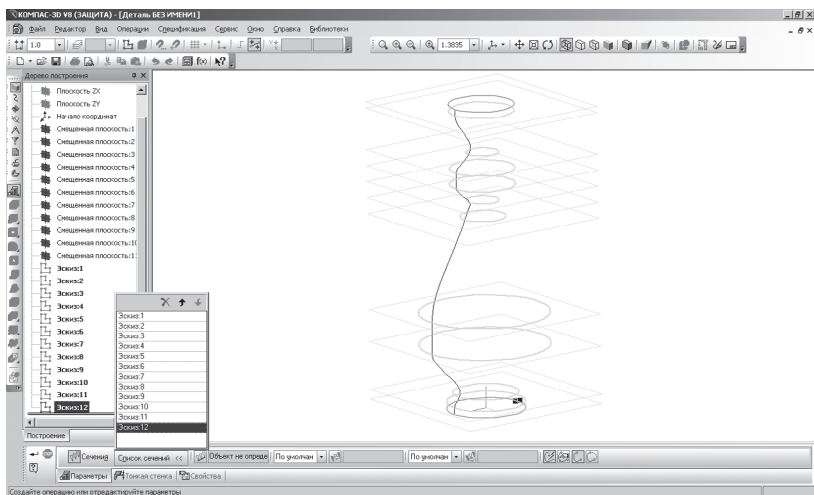 КОМПАС-3D V8 (ЗАЩИТА) - [Деталь БЕЗ ИМЕНИ1]
Файл Редактор Вид Операции Спецификация Сервис Окно Справка Библиотеки
1.0
1.3835
f(x)
Дерево построения
Плоскость ZX
Плоскость ZY
Начало координат
Смещенная плоскость:1
Смещенная плоскость:2
Смещенная плоскость:3
Смещенная плоскость:4
Смещенная плоскость:5
Смещенная плоскость:6
Смещенная плоскость:7
Смещенная плоскость:8
Смещенная плоскость:9
Смещенная плоскость:10
Смещенная плоскость:1
Эскиз:1
Эскиз:2
Эскиз:3
Эскиз:4
Эскиз:5
Эскиз:6
Эскиз:7
Эскиз:8
Эскиз:9
Эскиз:10
Эскиз:11
Эскиз:12
Эскиз:1
Эскиз:2
Эскиз:3
Эскиз:4
Эскиз:5
Эскиз:6
Эскиз:7
Эскиз:8
Эскиз:9
Эскиз:10
Эскиз:11
Эскиз:12
Построение
Сечения Список сечений << Объект не опреде По умолчан По умолчан
Параметры Тонкая стенка Свойства
Создайте операцию или отредактируйте параметры